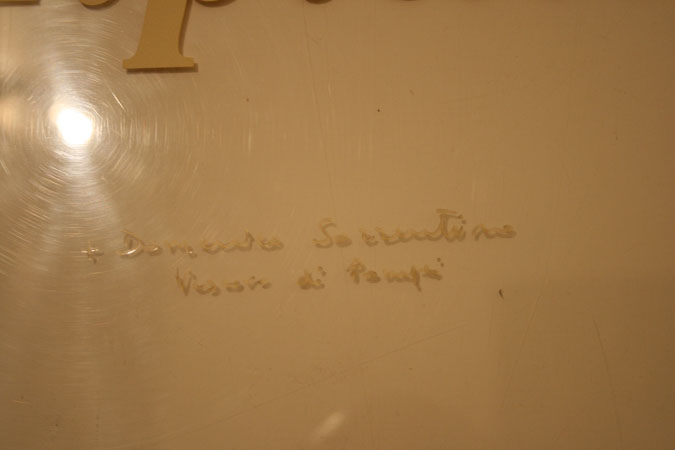 + Domenico Sorrentino
Vescovo di Pompei